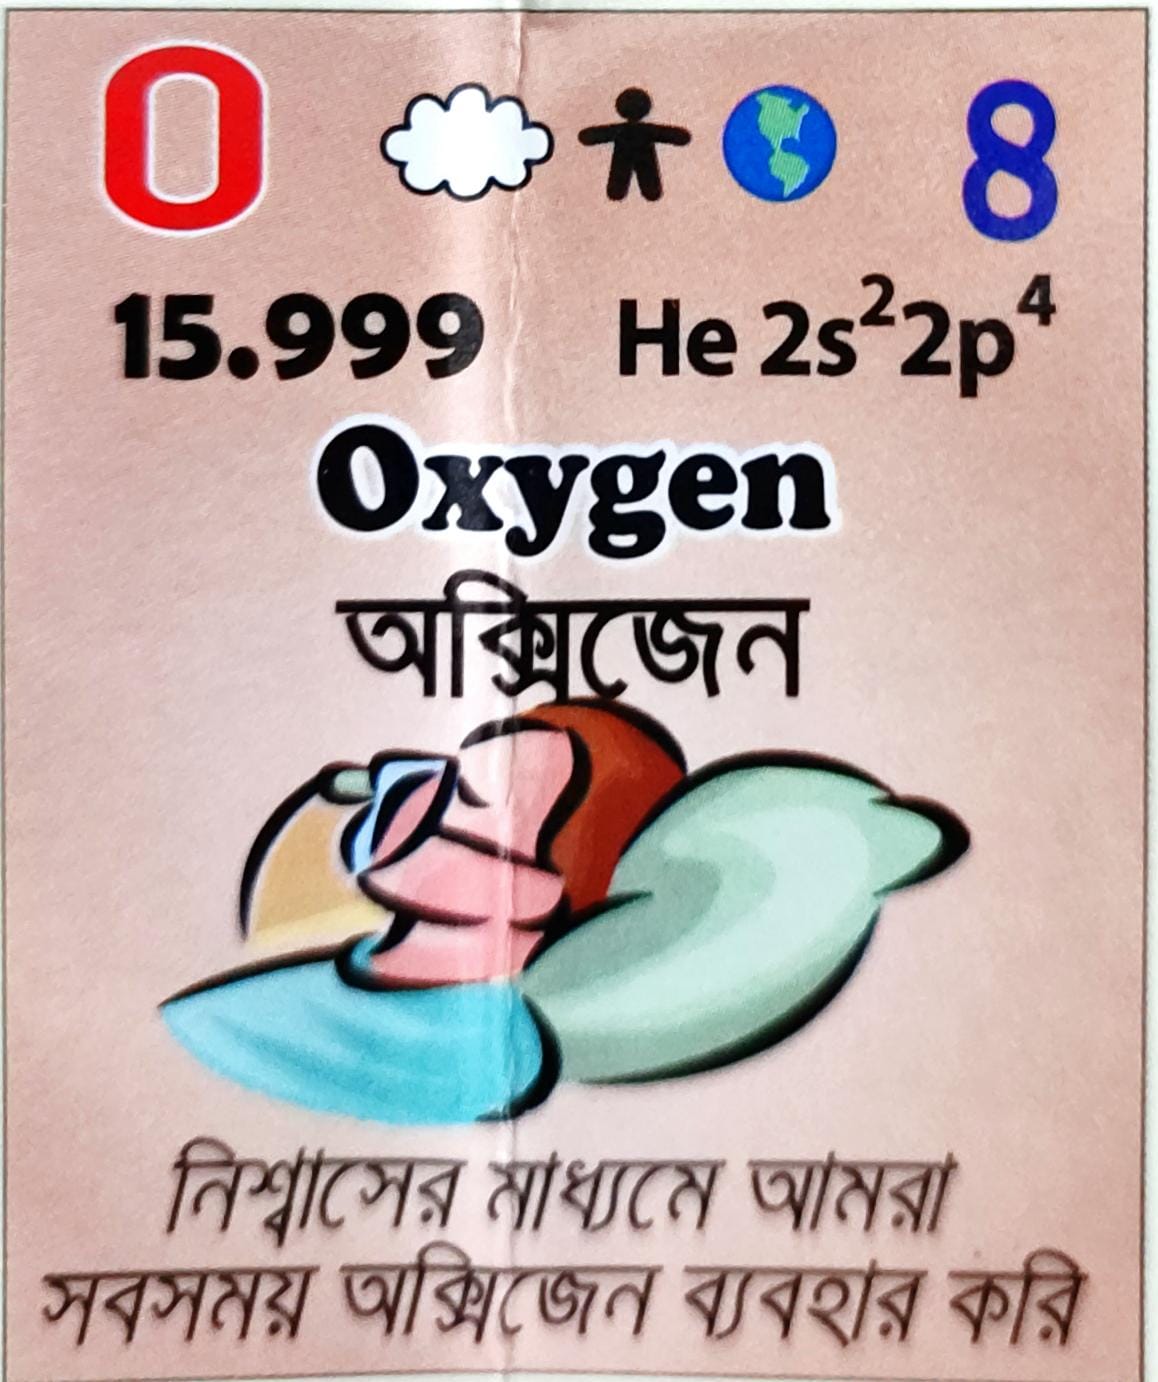 O 8
15.999 He 2s²2p⁴
Oxygen
অক্সিজেন
নিশ্বাসের মাধ্যমে আমরা
সবসময় অক্সিজেন ব্যবহার করি